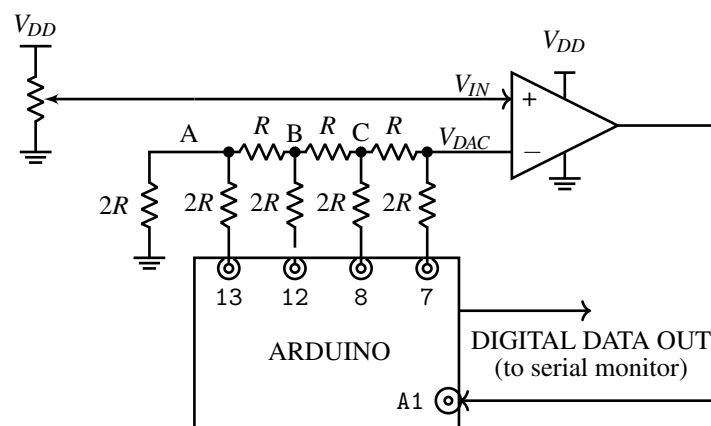 V_DD
V_DD
V_IN
+
A R B R C R
V_DAC
−
2R 2R 2R 2R 2R
13 12 8 7
ARDUINO
DIGITAL DATA OUT
(to serial monitor)
A1